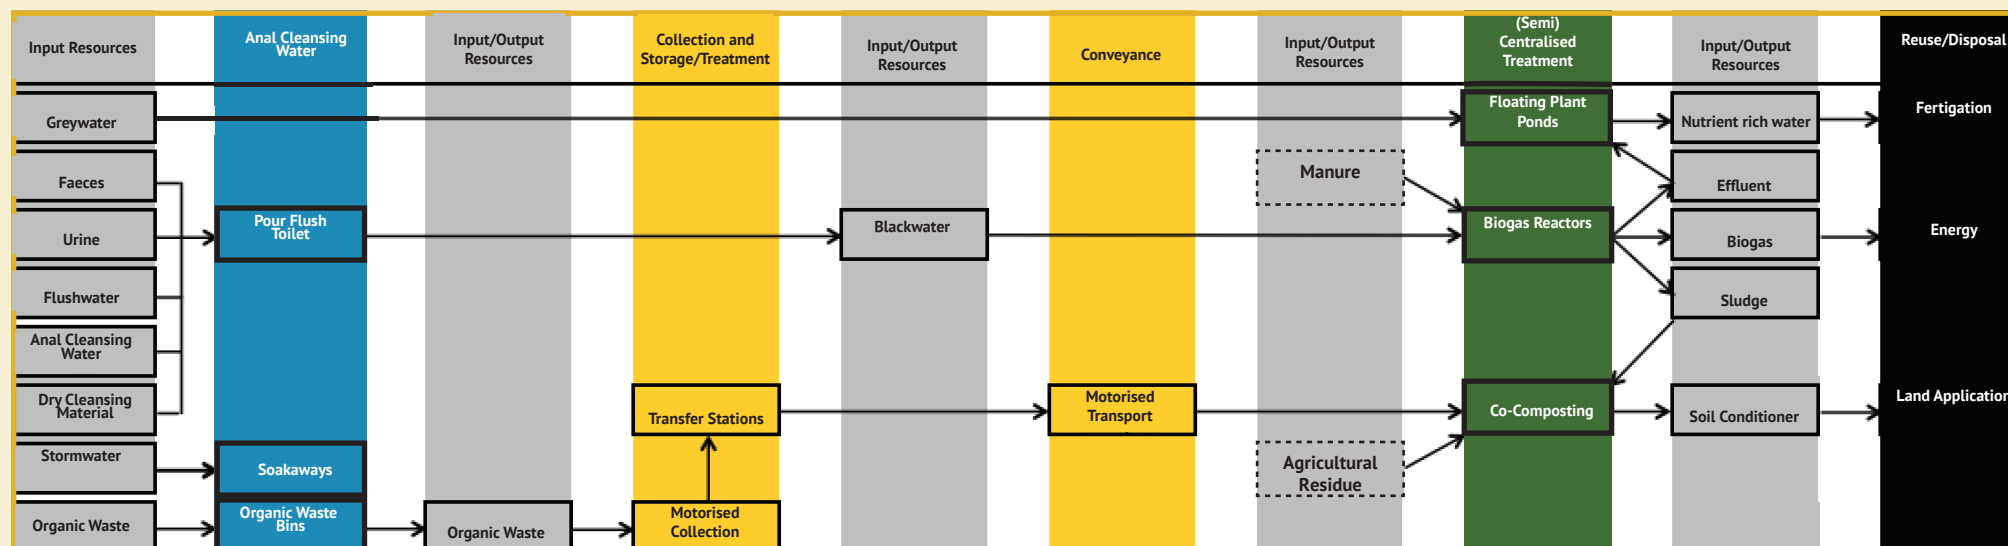 Input Resources
Anal Cleansing
Water
Input/Output
Resources
Collection and
Storage/Treatment
Input/Output
Resources
Conveyance
Input/Output
Resources
(Semi)
Centralised
Treatment
Input/Output
Resources
Reuse/Disposal
Greywater
Floating Plant
Ponds
Nutrient rich water
Fertigation
Faeces
Manure
Effluent
Urine
Pour Flush
Toilet
Blackwater
Biogas Reactors
Biogas
Energy
Flushwater
Sludge
Anal Cleansing
Water
Dry Cleansing
Material
Transfer Stations
Motorised
Transport
Co-Composting
Soil Conditioner
Land Application
Stormwater
Soakaways
Agricultural
Residue
Organic Waste
Organic Waste
Bins
Organic Waste
Motorised
Collection